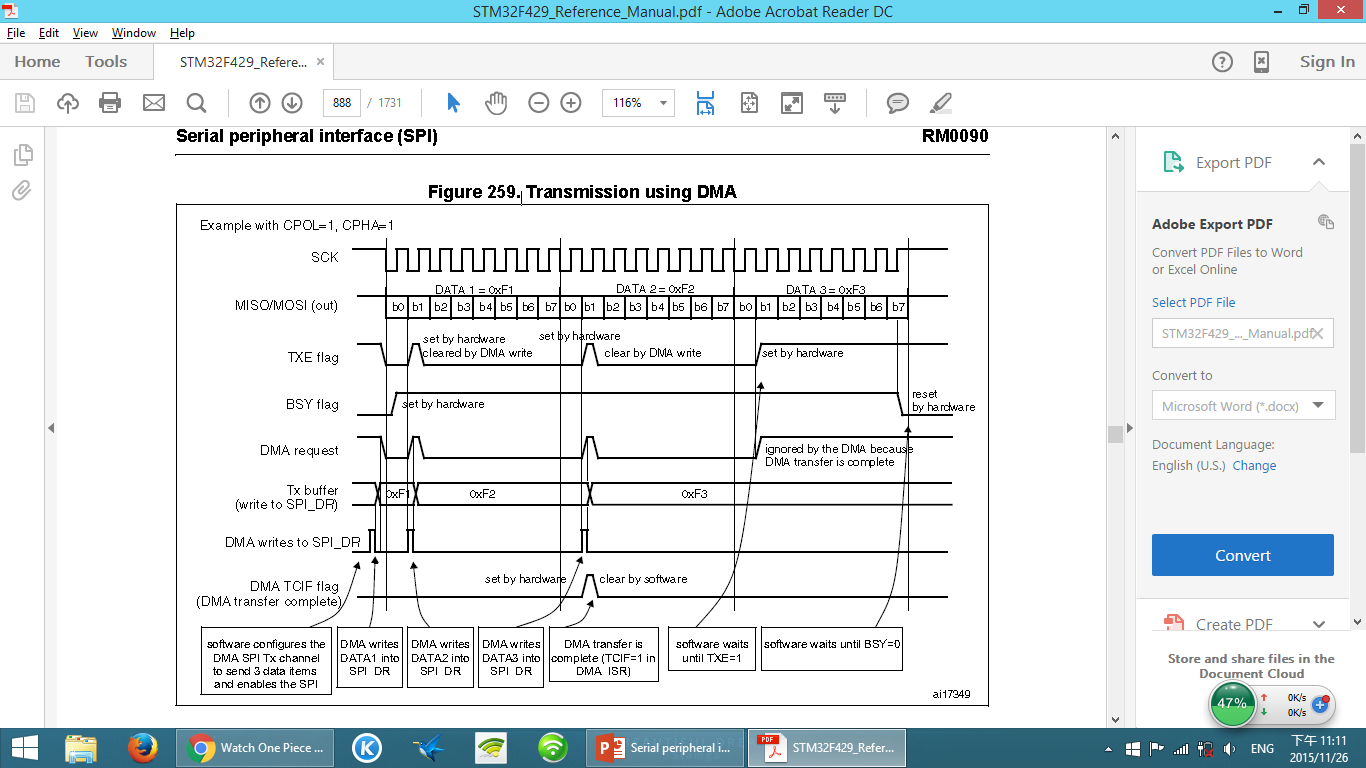 STM32F429_Reference_Manual.pdf - Adobe Acrobat Reader DC
File Edit View Window Help
Home Tools STM32F429_Refere... × Sign In
888 / 1731 116%
Serial peripheral interface (SPI) RM0090
Figure 259. Transmission using DMA
Example with CPOL=1, CPHA=1
SCK
DATA 1 = 0xF1 DATA 2 = 0xF2 DATA 3 = 0xF3
MISO/MOSI (out) b0 b1 b2 b3 b4 b5 b6 b7 b0 b1 b2 b3 b4 b5 b6 b7 b0 b1 b2 b3 b4 b5 b6 b7
set by hardware set by hardware
TXE flag cleared by DMA write clear by DMA write set by hardware
BSY flag set by hardware reset
by hardware
DMA request ignored by the DMA because
DMA transfer is complete
Tx buffer 0xF1 0xF2 0xF3
(write to SPI_DR)
DMA writes to SPI_DR
set by hardware clear by software
DMA TCIF flag
(DMA transfer complete)
software configures the
DMA SPI Tx channel
to send 3 data items
and enables the SPI
DMA writes
DATA1 into
SPI_DR
DMA writes
DATA2 into
SPI_DR
DMA writes
DATA3 into
SPI_DR
DMA transfer is
complete (TCIF=1 in
DMA_ISR)
software waits
until TXE=1
software waits until BSY=0
ai17349
Export PDF
Adobe Export PDF
Convert PDF Files to Word
or Excel Online
Select PDF File
STM32F429_..._Manual.pdf
Convert to
Microsoft Word (*.docx)
Document Language:
English (U.S.) Change
Convert
Create PDF
Store and share files in the
Document Cloud
47% 0K/s
0K/s
Watch One Piece ... Serial peripheral i... STM32F429_Refer... ENG 下午 11:11
2015/11/26